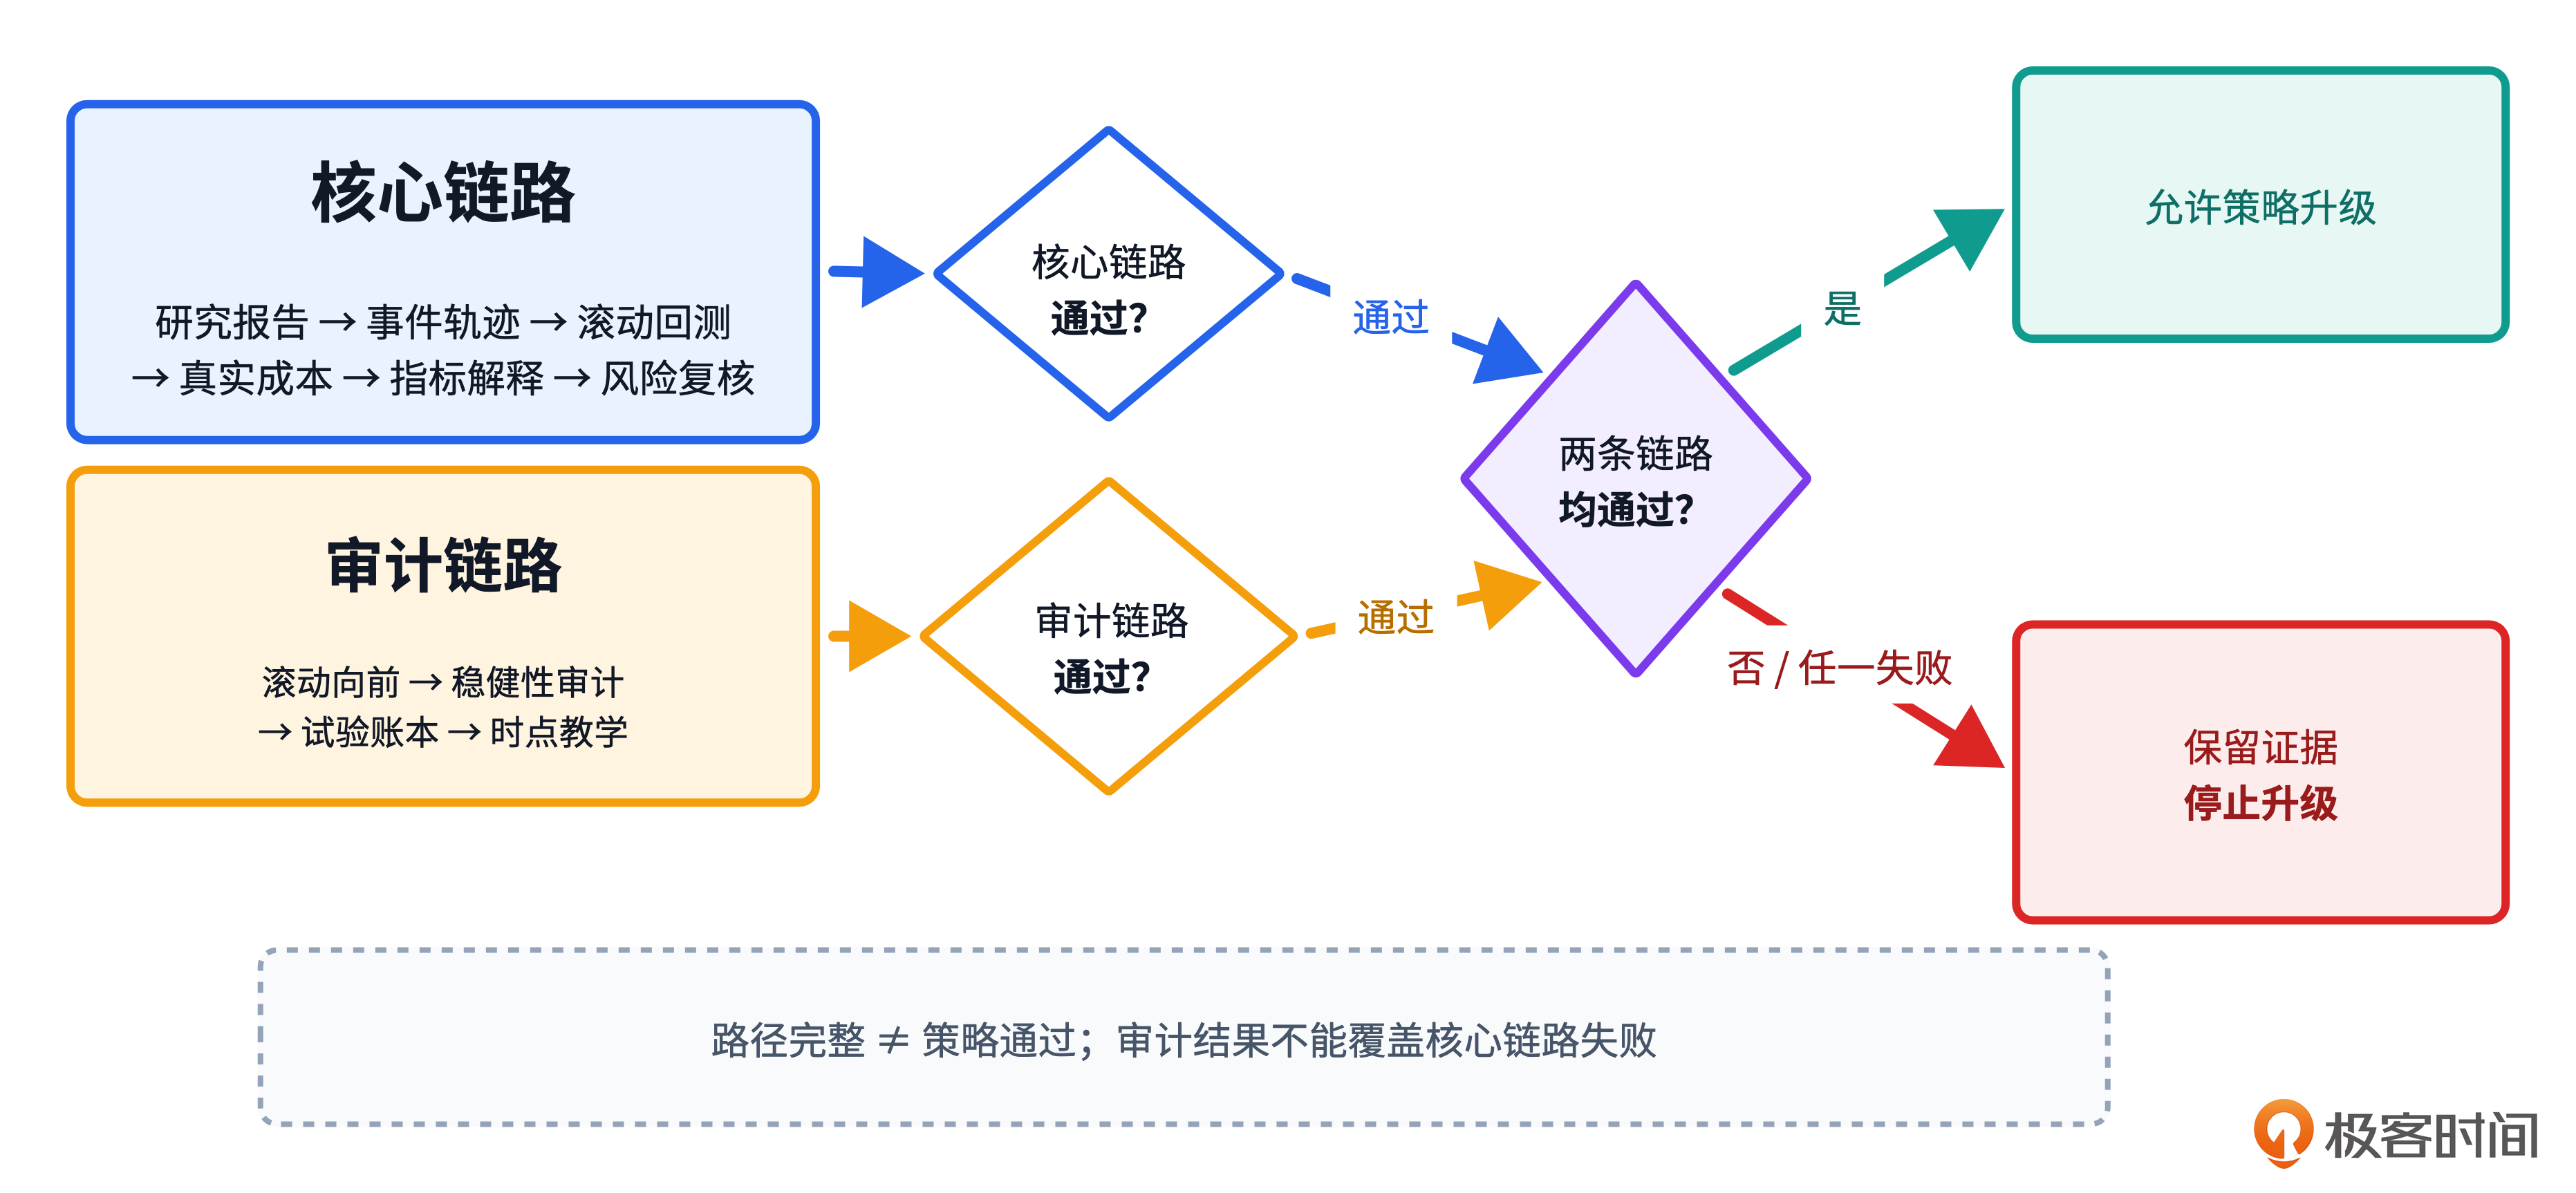 核心链路
研究报告 → 事件轨迹 → 滚动回测
→ 真实成本 → 指标解释 → 风险复核
核心链路
通过？
通过
审计链路
滚动向前 → 稳健性审计
→ 试验账本 → 时点教学
审计链路
通过？
通过
两条链路
均通过？
是
允许策略升级
否 / 任一失败
保留证据
停止升级
路径完整 ≠ 策略通过；审计结果不能覆盖核心链路失败
极客时间